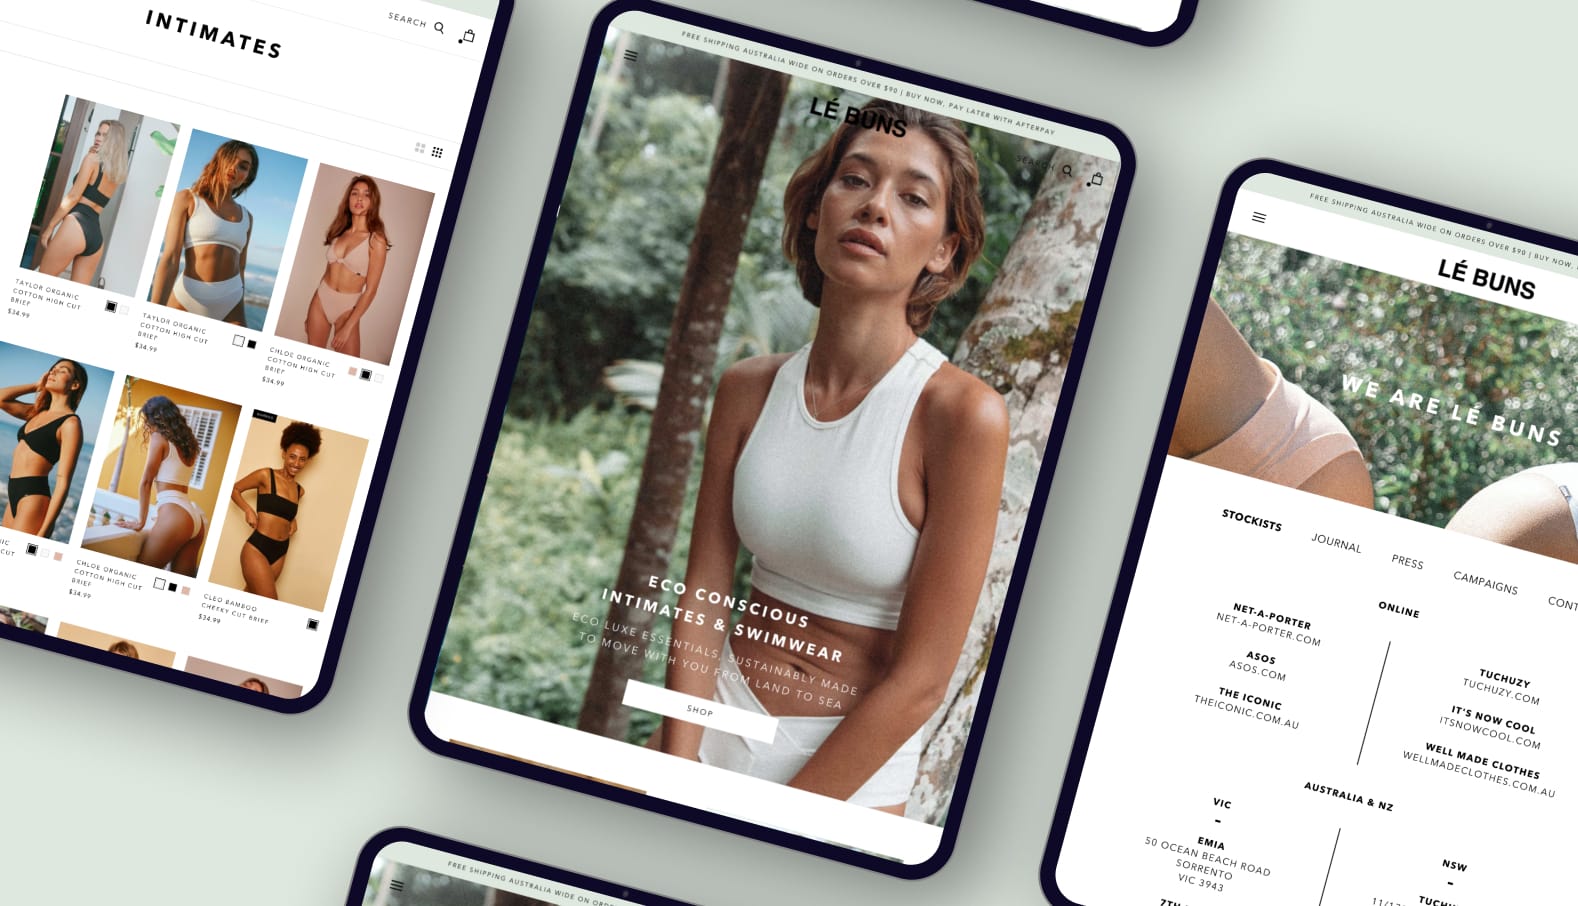 INTIMATES
SEARCH
TAYLOR ORGANIC
COTTON HIGH CUT
BRIEF
$34.99
TAYLOR ORGANIC
COTTON HIGH CUT
BRIEF
$34.99
CHLOE ORGANIC
COTTON HIGH CUT
BRIEF
$34.99
CUT
CHLOE ORGANIC
COTTON HIGH CUT
BRIEF
$34.99
CLEO BAMBOO
CHEEKY CUT BRIEF
$34.99
FREE SHIPPING AUSTRALIA WIDE ON ORDERS OVER $90 | BUY NOW, PAY LATER WITH AFTERPAY
LÉ BUNS
SEARCH
ECO CONSCIOUS
INTIMATES & SWIMWEAR
ECO LUXE ESSENTIALS, SUSTAINABLY MADE
TO MOVE WITH YOU FROM LAND TO SEA
SHOP
FREE SHIPPING AUSTRALIA WIDE ON ORDERS OVER $90 | BUY NOW,
LÉ BUNS
WE ARE LÉ BUNS
STOCKISTS
JOURNAL
PRESS
CAMPAIGNS
CONT
ONLINE
NET-A-PORTER
NET-A-PORTER.COM
ASOS
ASOS.COM
THE ICONIC
THEICONIC.COM.AU
TUCHUZY
TUCHUZY.COM
IT'S NOW COOL
ITSNOWCOOL.COM
WELL MADE CLOTHES
WELLMADECLOTHES.COM.AU
AUSTRALIA & NZ
VIC
–
EMIA
50 OCEAN BEACH ROAD
SORRENTO
VIC 3943
7TH
NSW
–
TUCHU
FREE SHIPPING AUSTRALIA WIDE ON ORDE